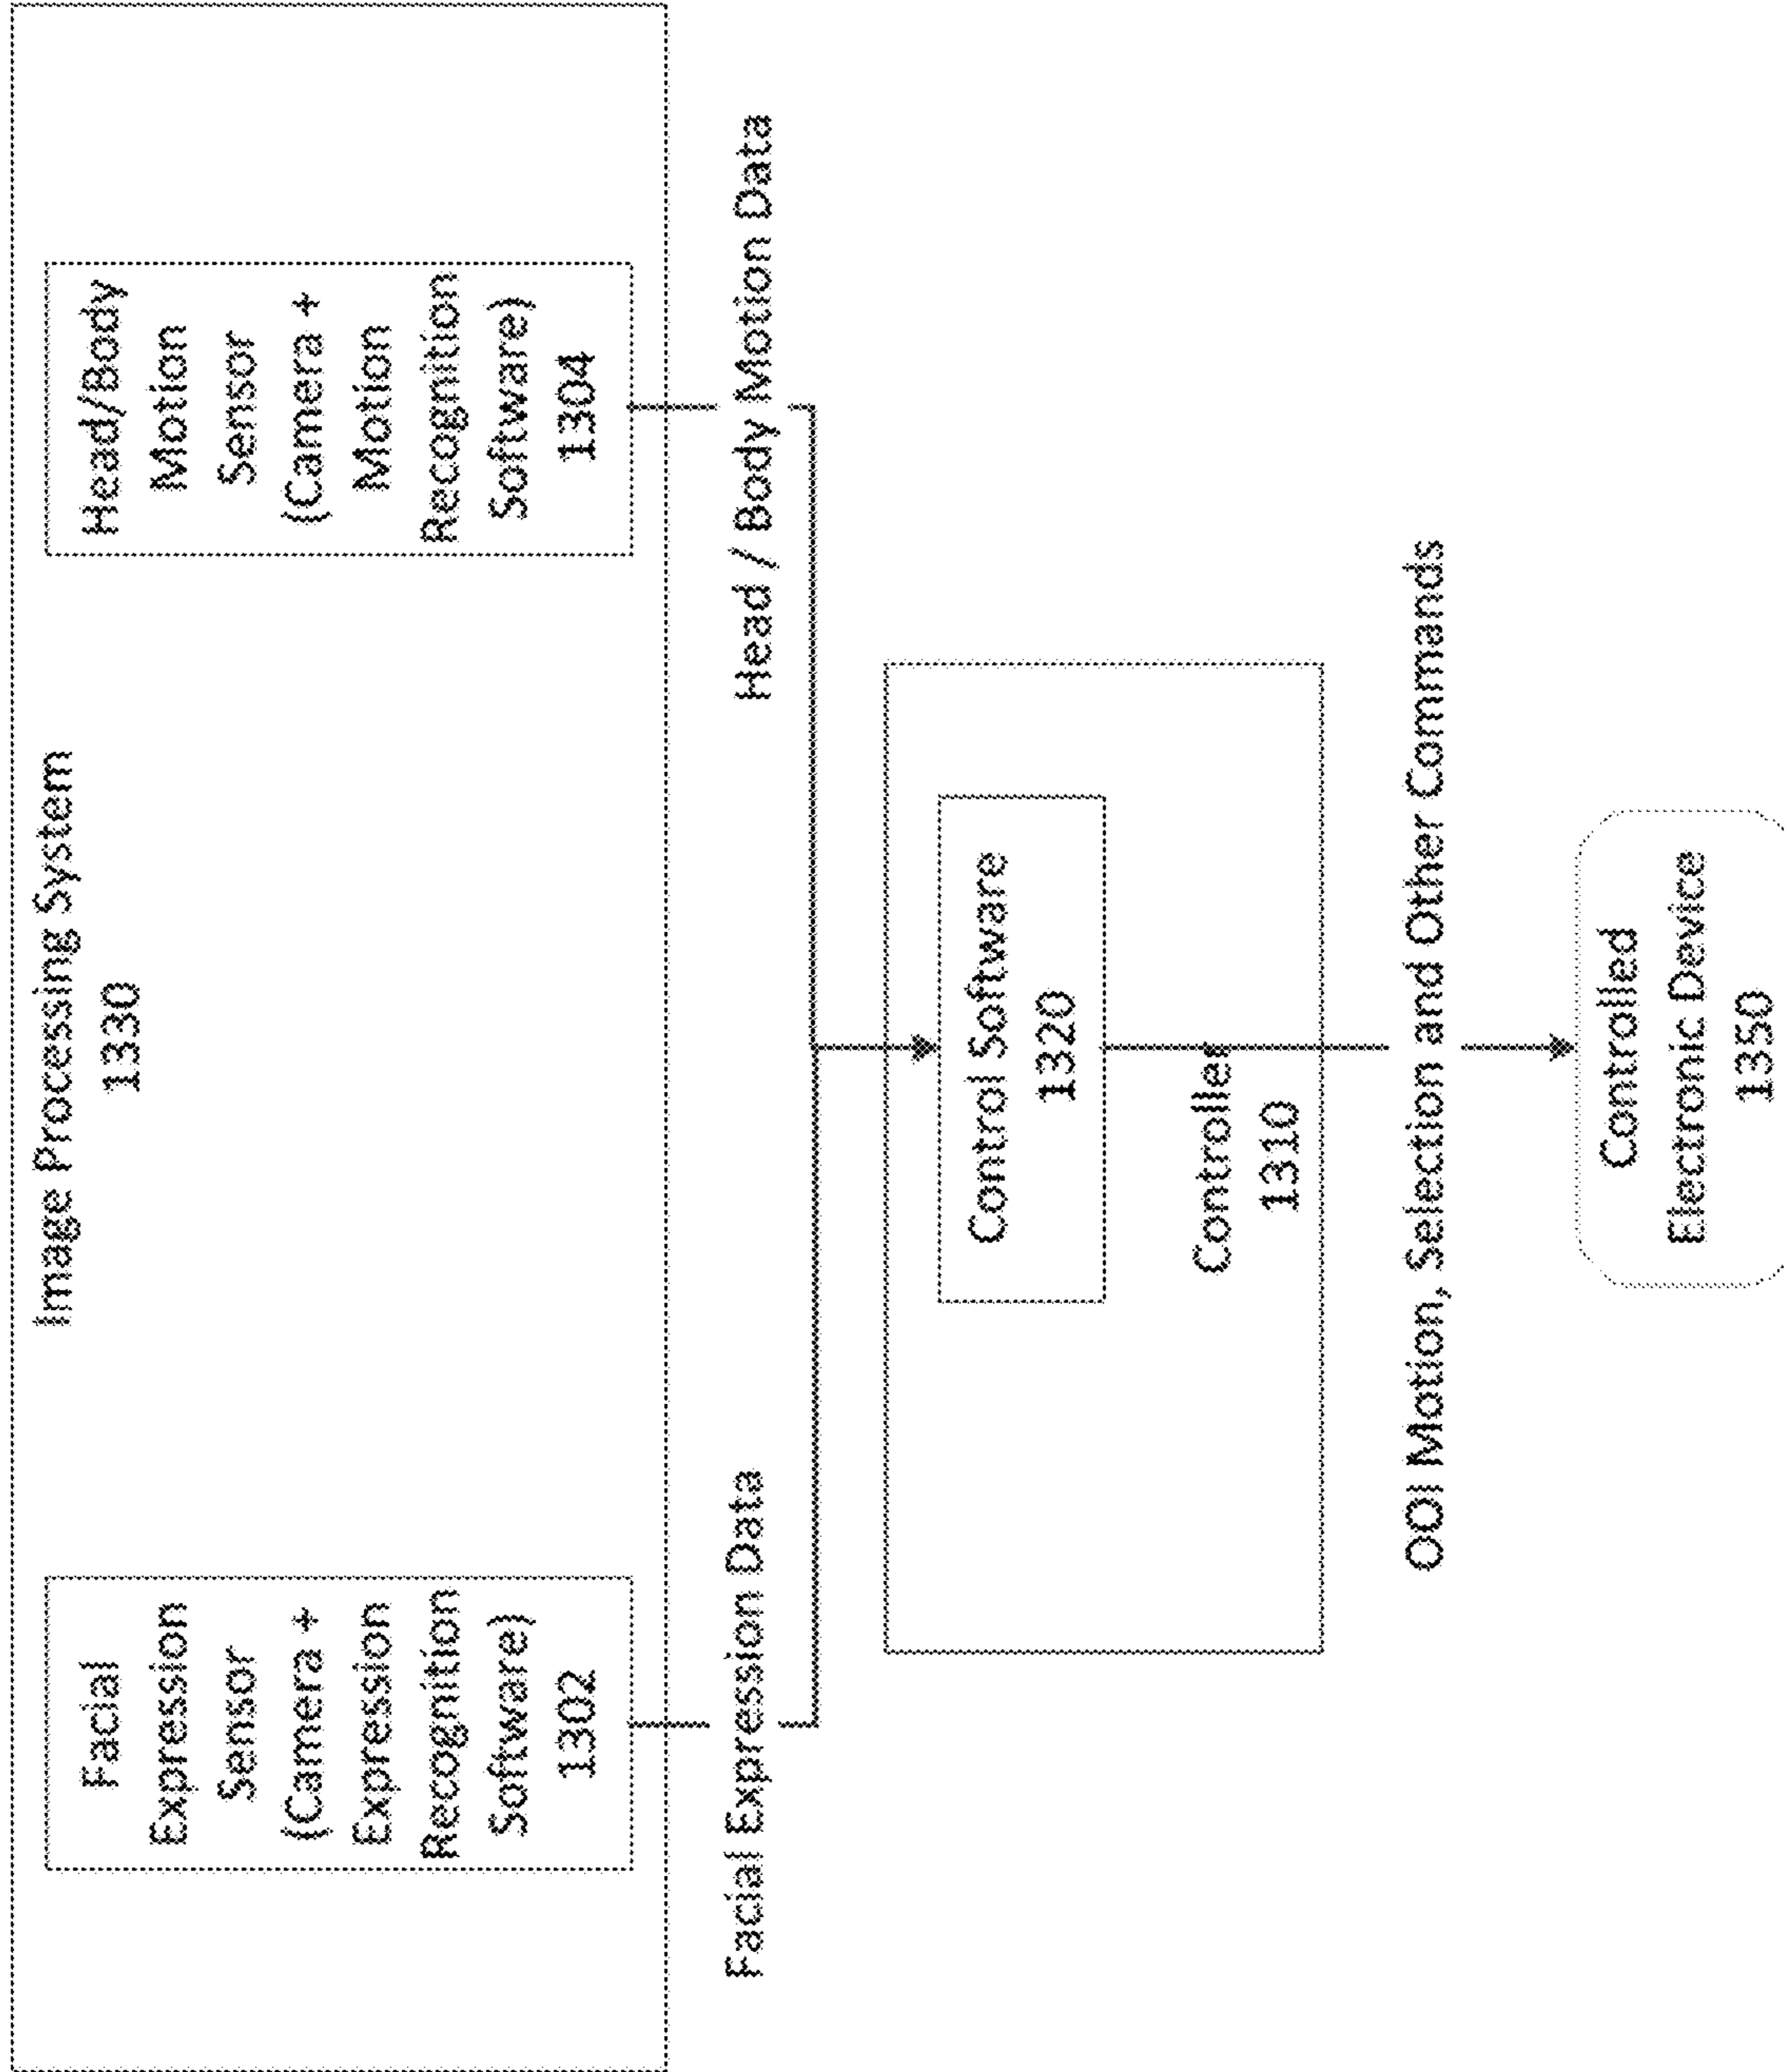 Image Processing System
1330
Facial
Expression
Sensor
(Camera +
Expression
Recognition
Software)
1302
Head/Body
Motion
Sensor
(Camera +
Motion
Recognition
Software)
1304
Facial Expression Data
Head / Body Motion Data
Control Software
1320
Controller
1310
OOI Motion, Selection and Other Commands
Controlled
Electronic Device
1350